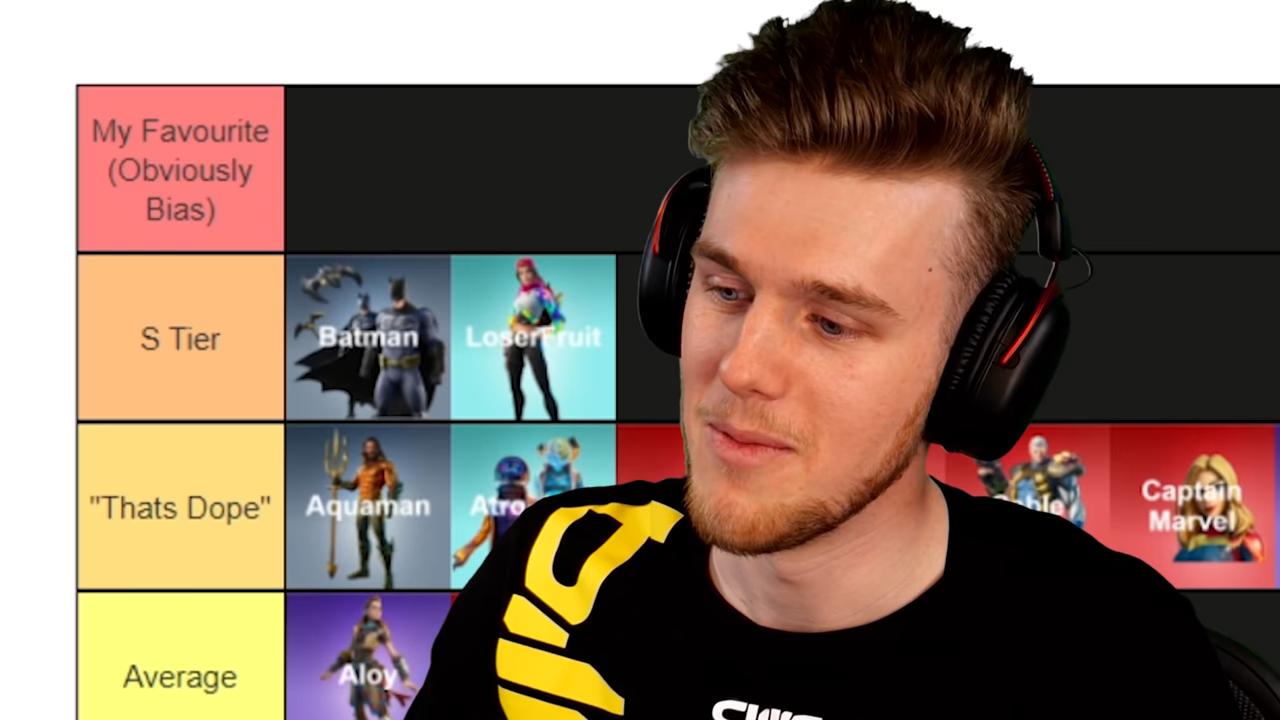 My Favourite
(Obviously
Bias)
S Tier
Batman
LoserFruit
"Thats Dope"
Aquaman
Captain
Marvel
Average
Aloy